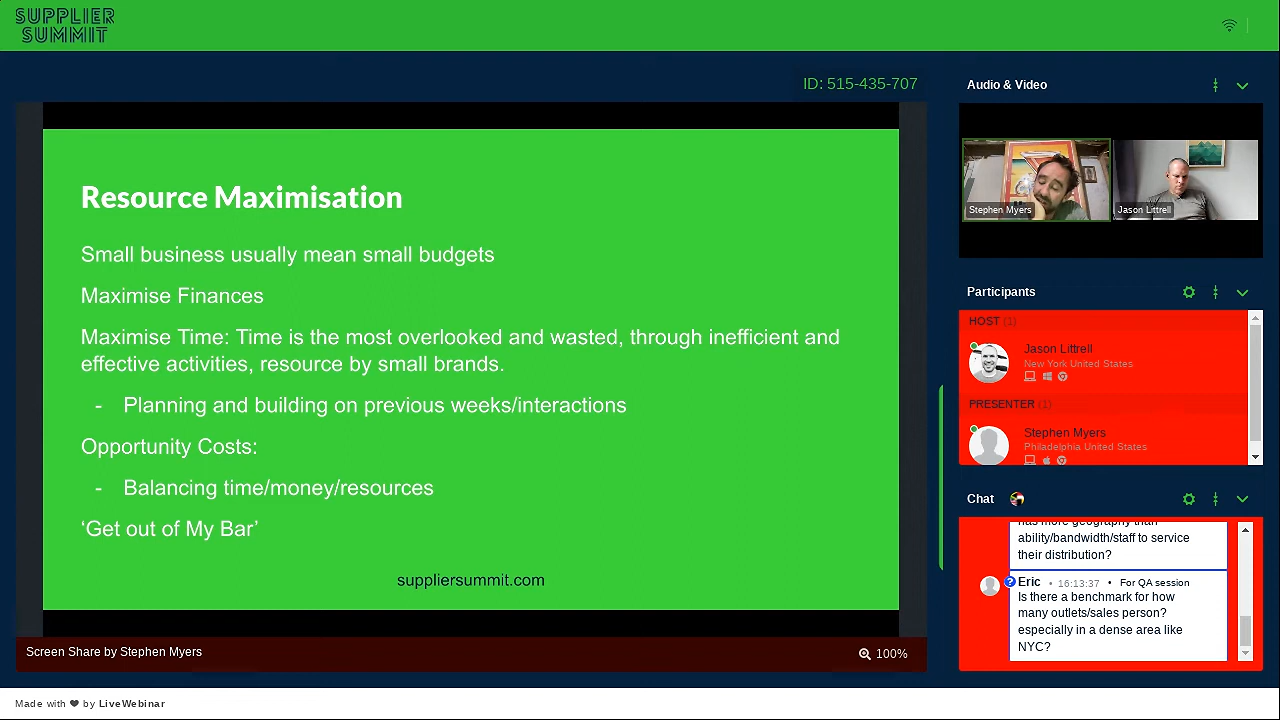 SUPPLIER
SUMMIT
ID: 515-435-707
Resource Maximisation
Small business usually mean small budgets
Maximise Finances
Maximise Time: Time is the most overlooked and wasted, through inefficient and
effective activities, resource by small brands.
- Planning and building on previous weeks/interactions
Opportunity Costs:
- Balancing time/money/resources
‘Get out of My Bar’
suppliersummit.com
Screen Share by Stephen Myers
100%
Audio & Video
Stephen Myers
Jason Littrell
Participants
HOST (1)
Jason Littrell
New York United States
PRESENTER (1)
Stephen Myers
Philadelphia United States
Chat
has more geography than
ability/bandwidth/staff to service
their distribution?
Eric • 16:13:37 • For QA session
Is there a benchmark for how
many outlets/sales person?
especially in a dense area like
NYC?
Made with ❤ by LiveWebinar